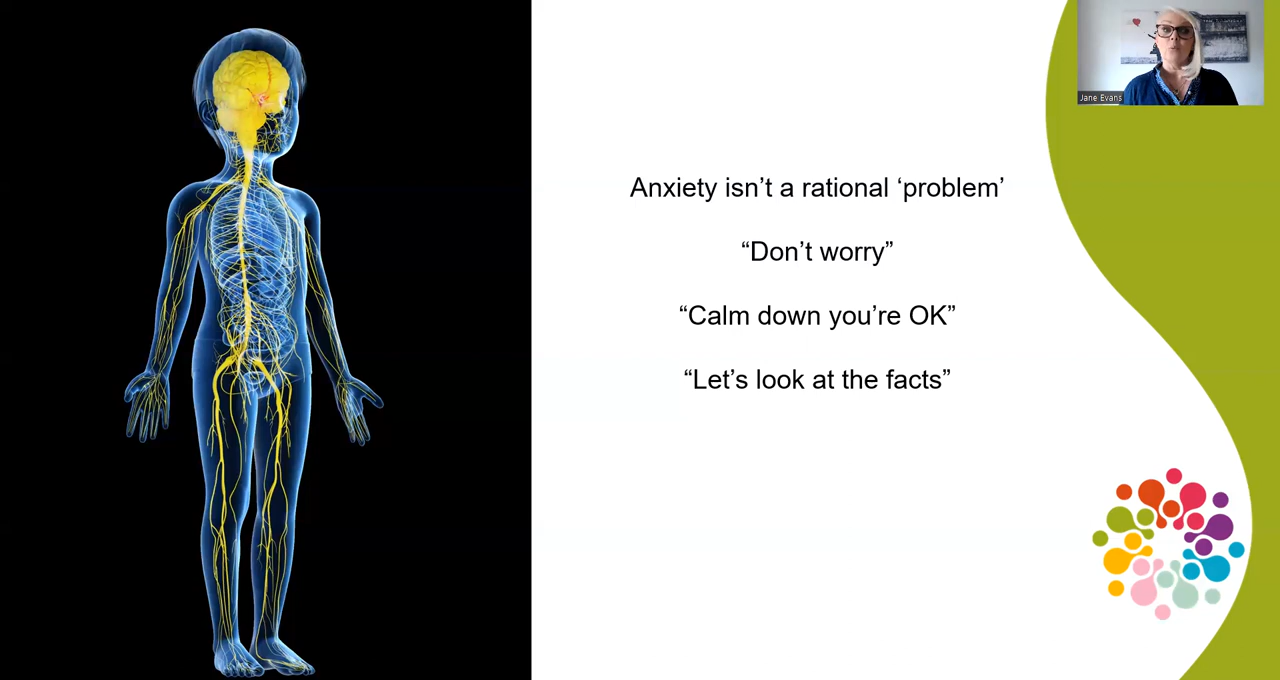 Jane Evans
Anxiety isn’t a rational ‘problem’
“Don’t worry”
“Calm down you’re OK”
“Let’s look at the facts”